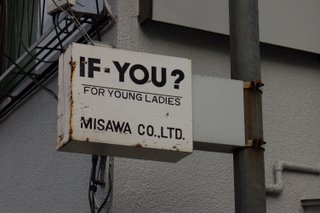 iF-YOU?
FOR YOUNG LADIES
MISAWA CO.,LTD.